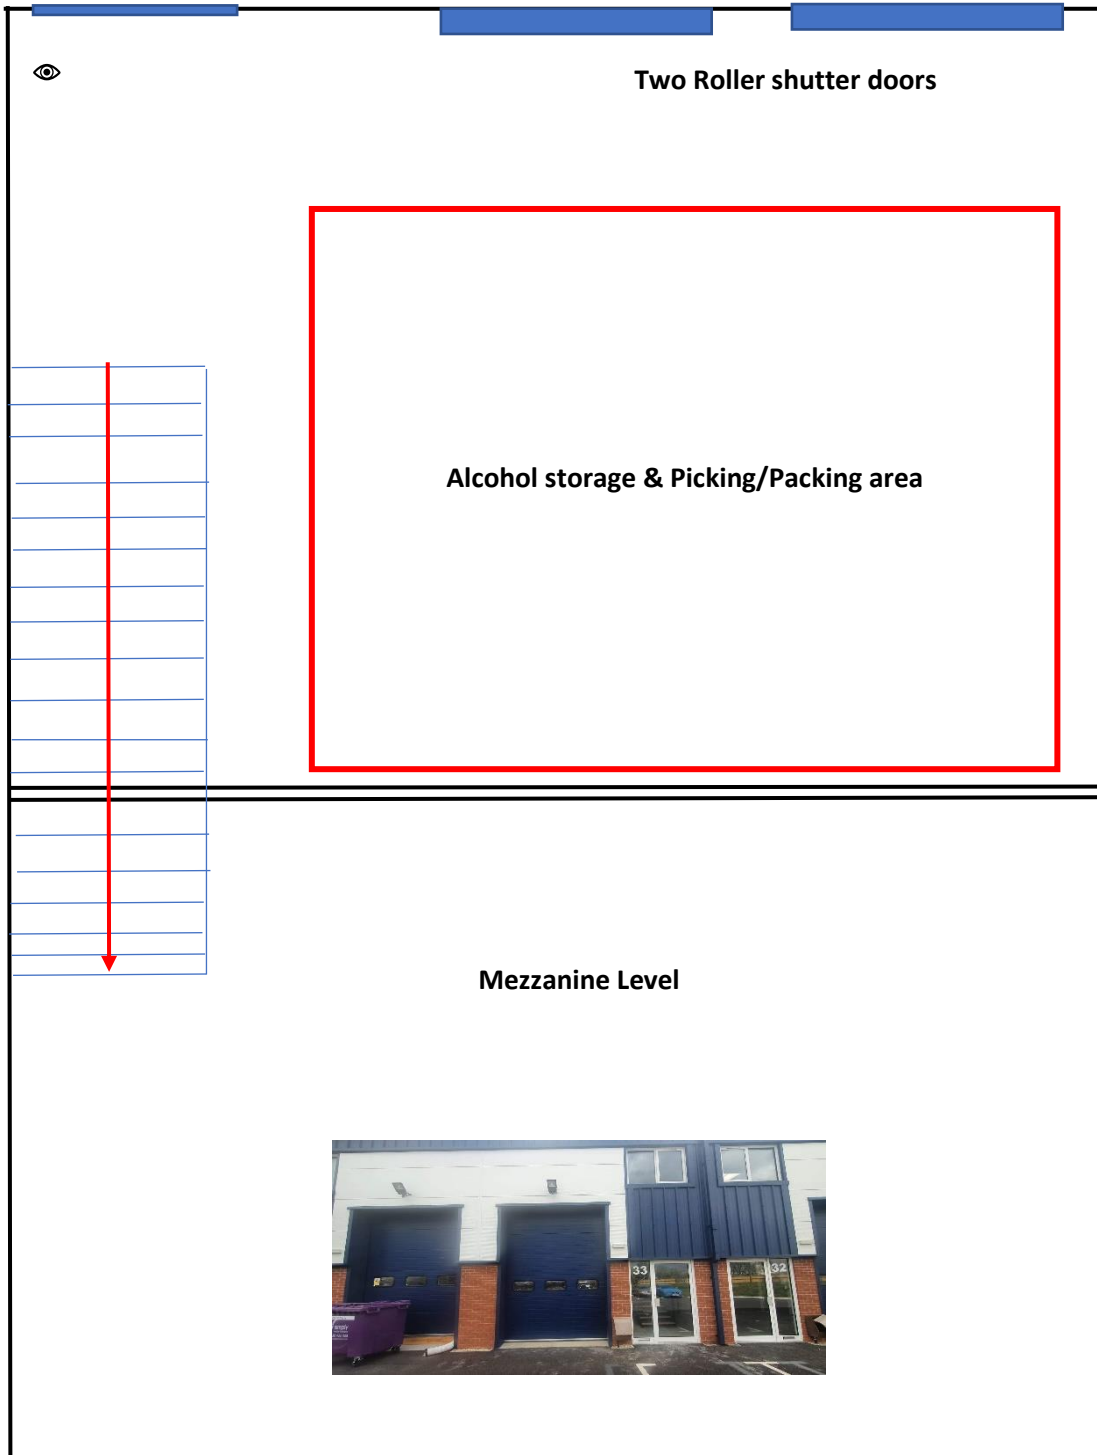 Two Roller shutter doors
Alcohol storage & Picking/Packing area
Mezzanine Level
33
32